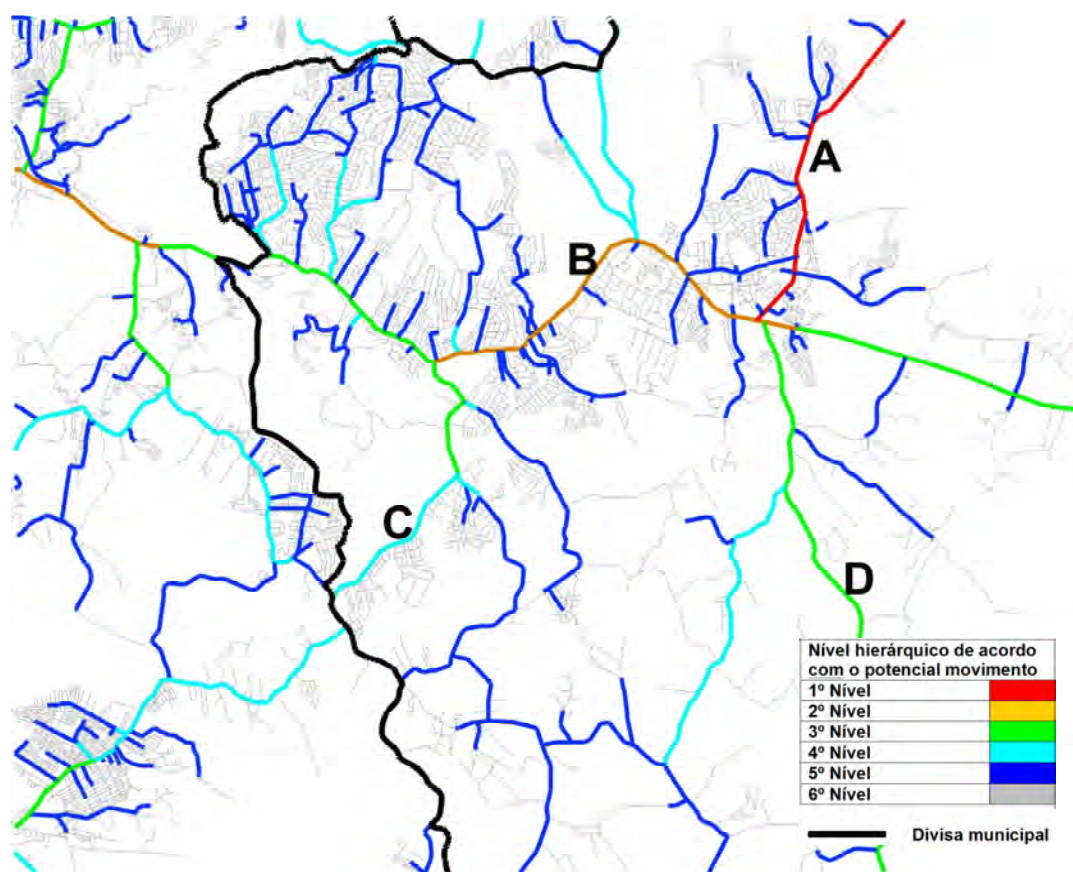 A
B
C
D
Nível hierárquico de acordo
com o potencial movimento
1º Nível
2º Nível
3º Nível
4º Nível
5º Nível
6º Nível
Divisa municipal